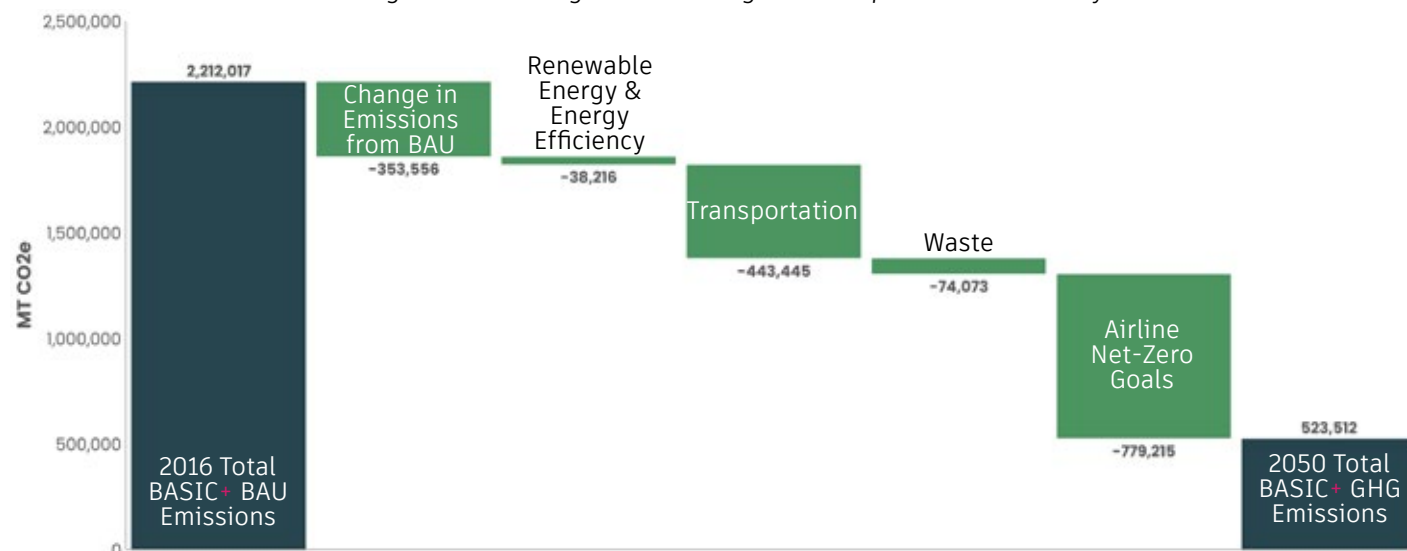 2,500,000
2,212,017
Renewable
Energy &
Energy
Efficiency
Change in
Emissions
from BAU
2,000,000
-353,556
-38,216
Transportation
1,500,000
Waste
-443,445
-74,073
MT CO2e
1,000,000
Airline
Net-Zero
Goals
500,000
523,512
-779,215
2016 Total
BASIC+ BAU
Emissions
2050 Total
BASIC+ GHG
Emissions
0